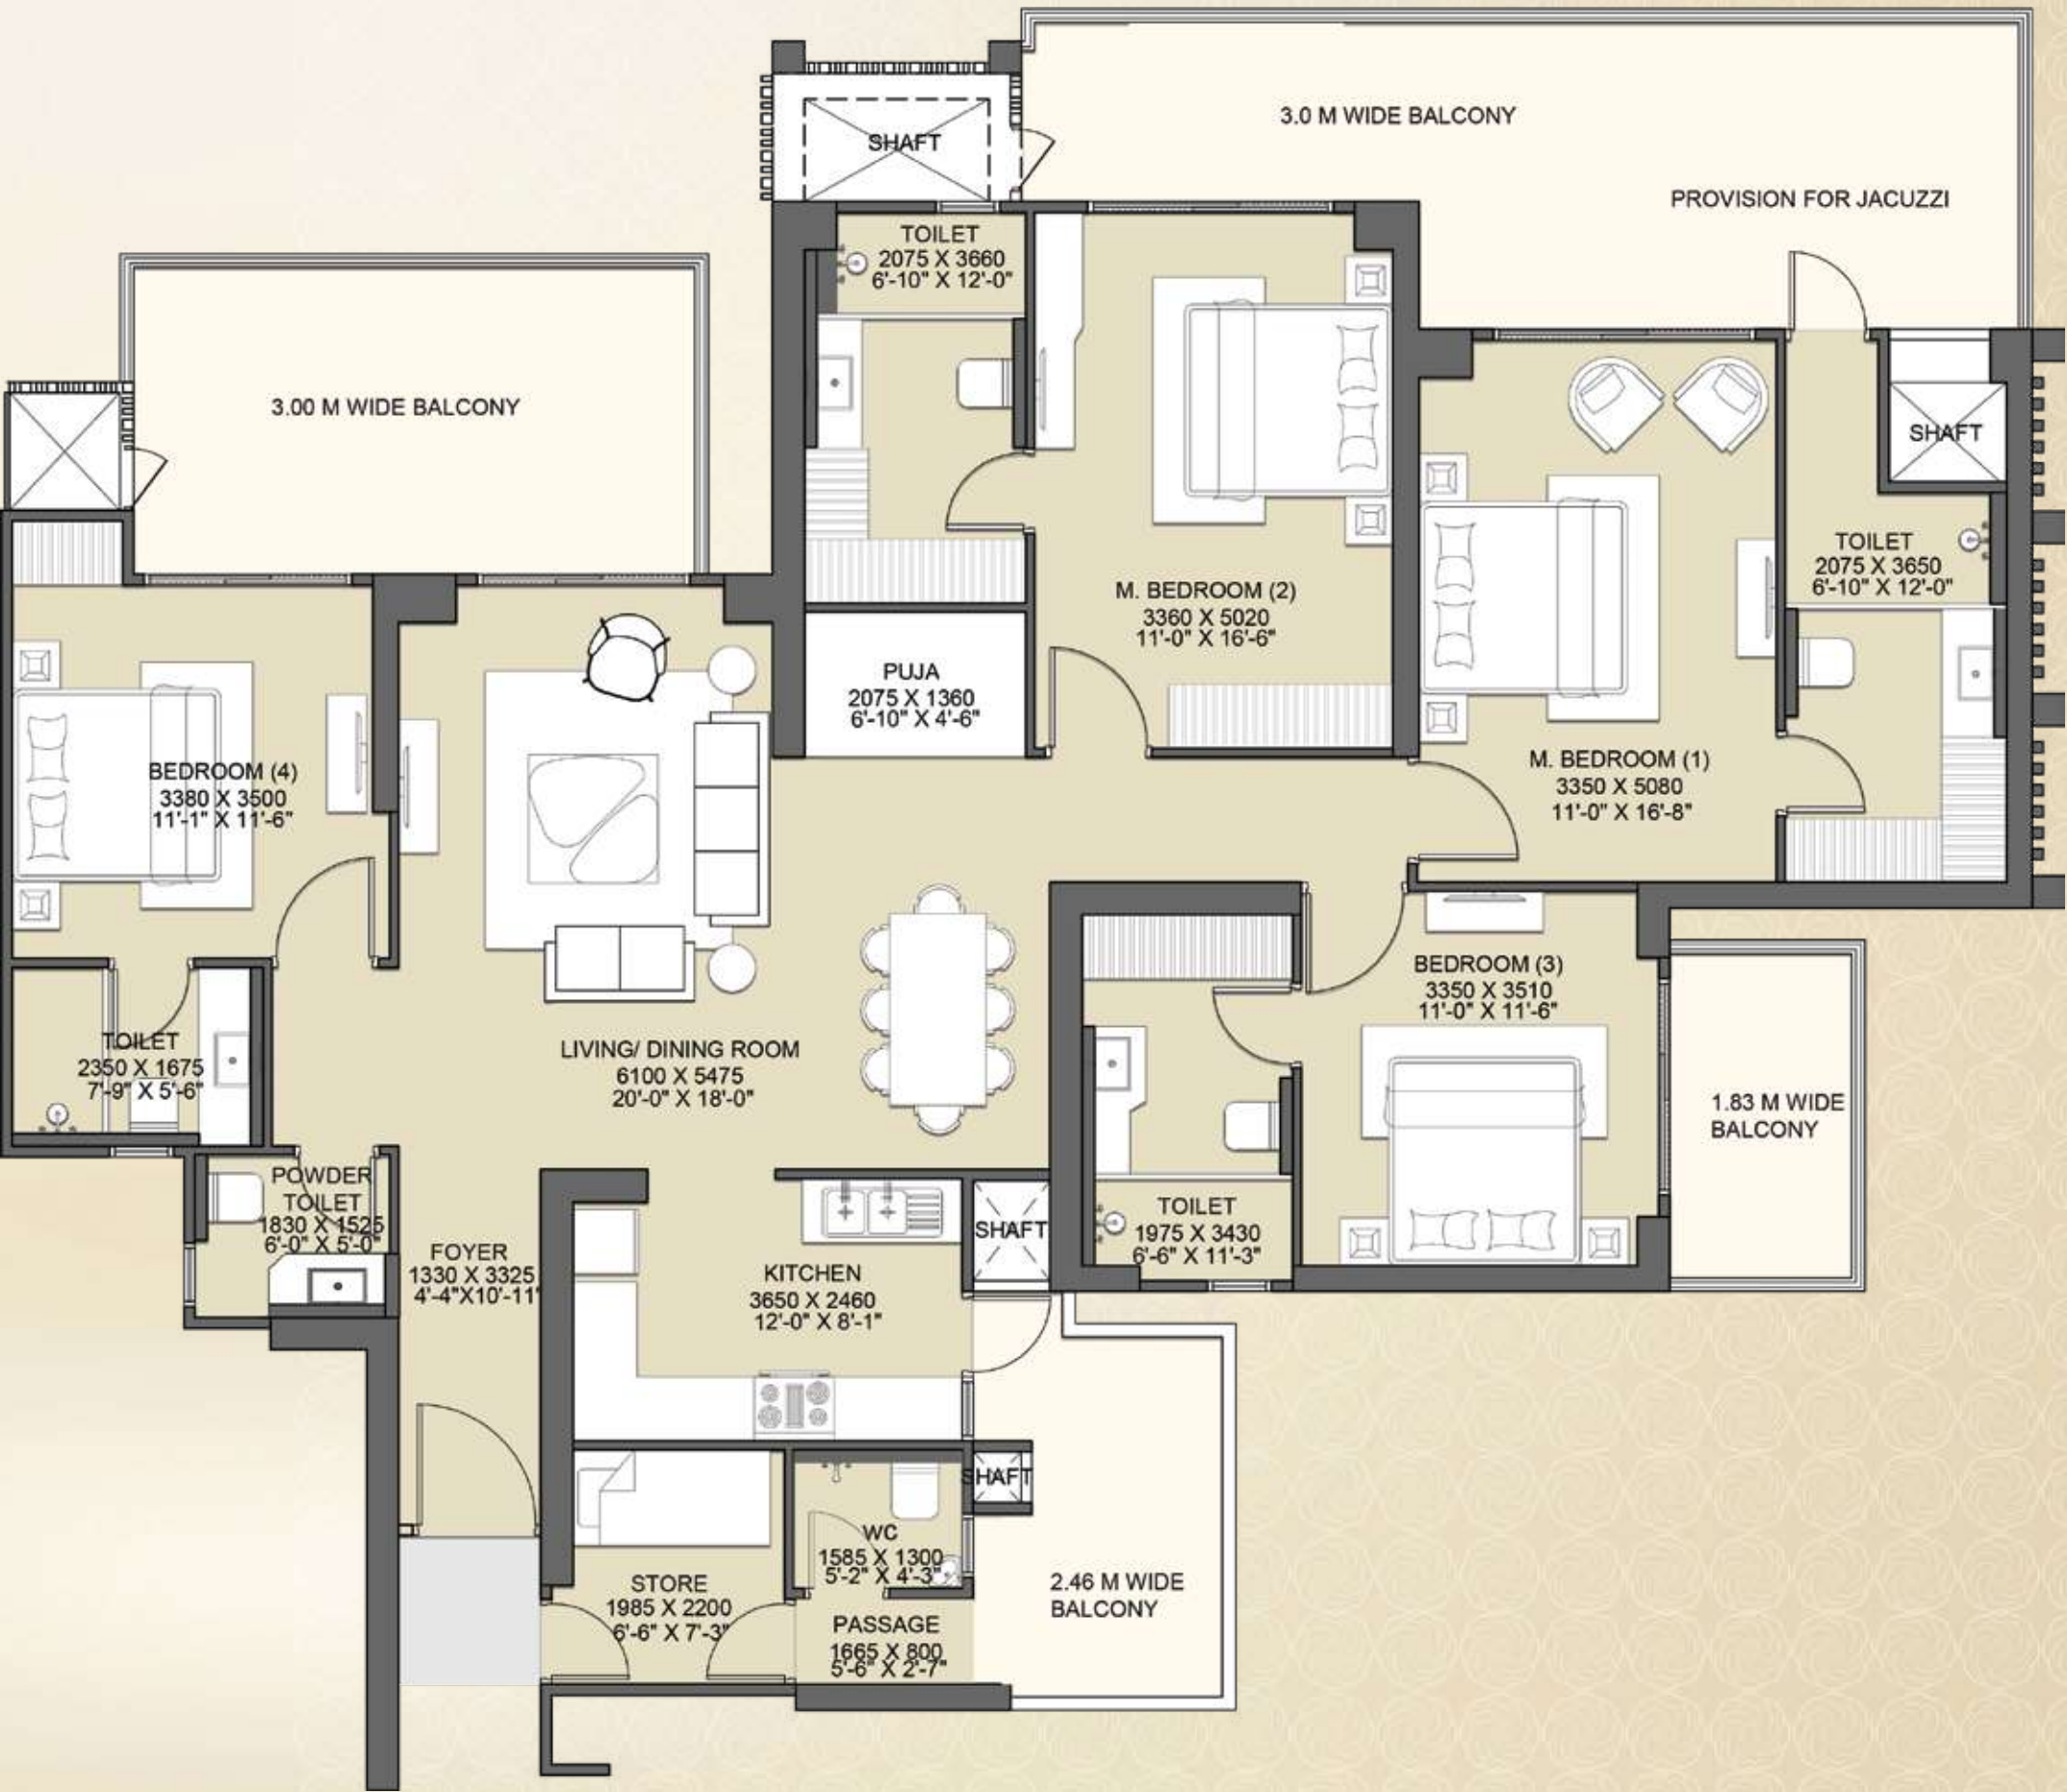 3.0 M WIDE BALCONY
SHAFT
PROVISION FOR JACUZZI
TOILET
2075 X 3660
6'-10" X 12'-0"
3.00 M WIDE BALCONY
SHAFT
TOILET
2075 X 3650
6'-10" X 12'-0"
M. BEDROOM (2)
3360 X 5020
11'-0" X 16'-6"
PUJA
2075 X 1360
6'-10" X 4'-6"
BEDROOM (4)
3380 X 3500
11'-1" X 11'-6"
M. BEDROOM (1)
3350 X 5080
11'-0" X 16'-8"
BEDROOM (3)
3350 X 3510
11'-0" X 11'-6"
TOILET
2350 X 1675
7'-9" X 5'-6"
LIVING/ DINING ROOM
6100 X 5475
20'-0" X 18'-0"
1.83 M WIDE
BALCONY
POWDER
TOILET
1830 X 1525
6'-0" X 5'-0"
SHAFT
TOILET
1975 X 3430
6'-6" X 11'-3"
FOYER
1330 X 3325
4'-4"X10'-11'
KITCHEN
3650 X 2460
12'-0" X 8'-1"
SHAFT
WC
1585 X 1300
5'-2" X 4'-3"
STORE
1985 X 2200
6'-6" X 7'-3"
2.46 M WIDE
BALCONY
PASSAGE
1665 X 800
5'-6" X 2'-7"